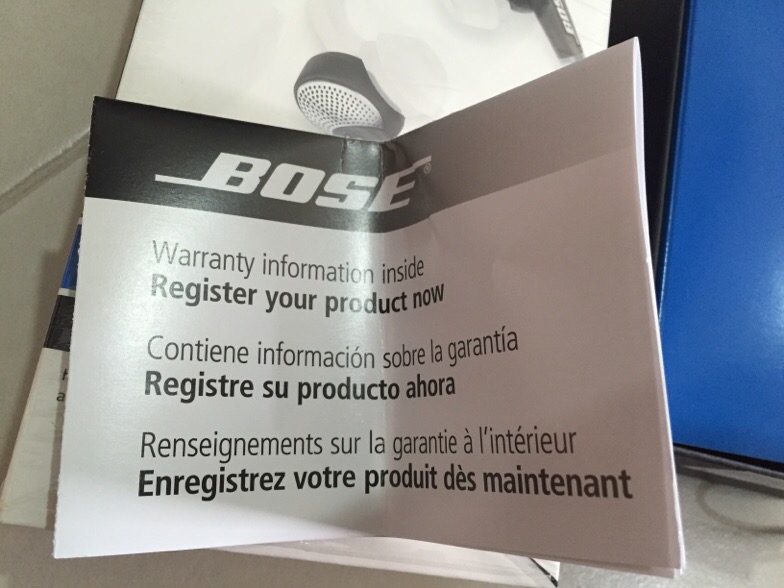 BOSE
BOSE®
Warranty information inside
Register your product now
Contiene información sobre la garantía
Registre su producto ahora
Renseignements sur la garantie à l'intérieur
Enregistrez votre produit dès maintenant